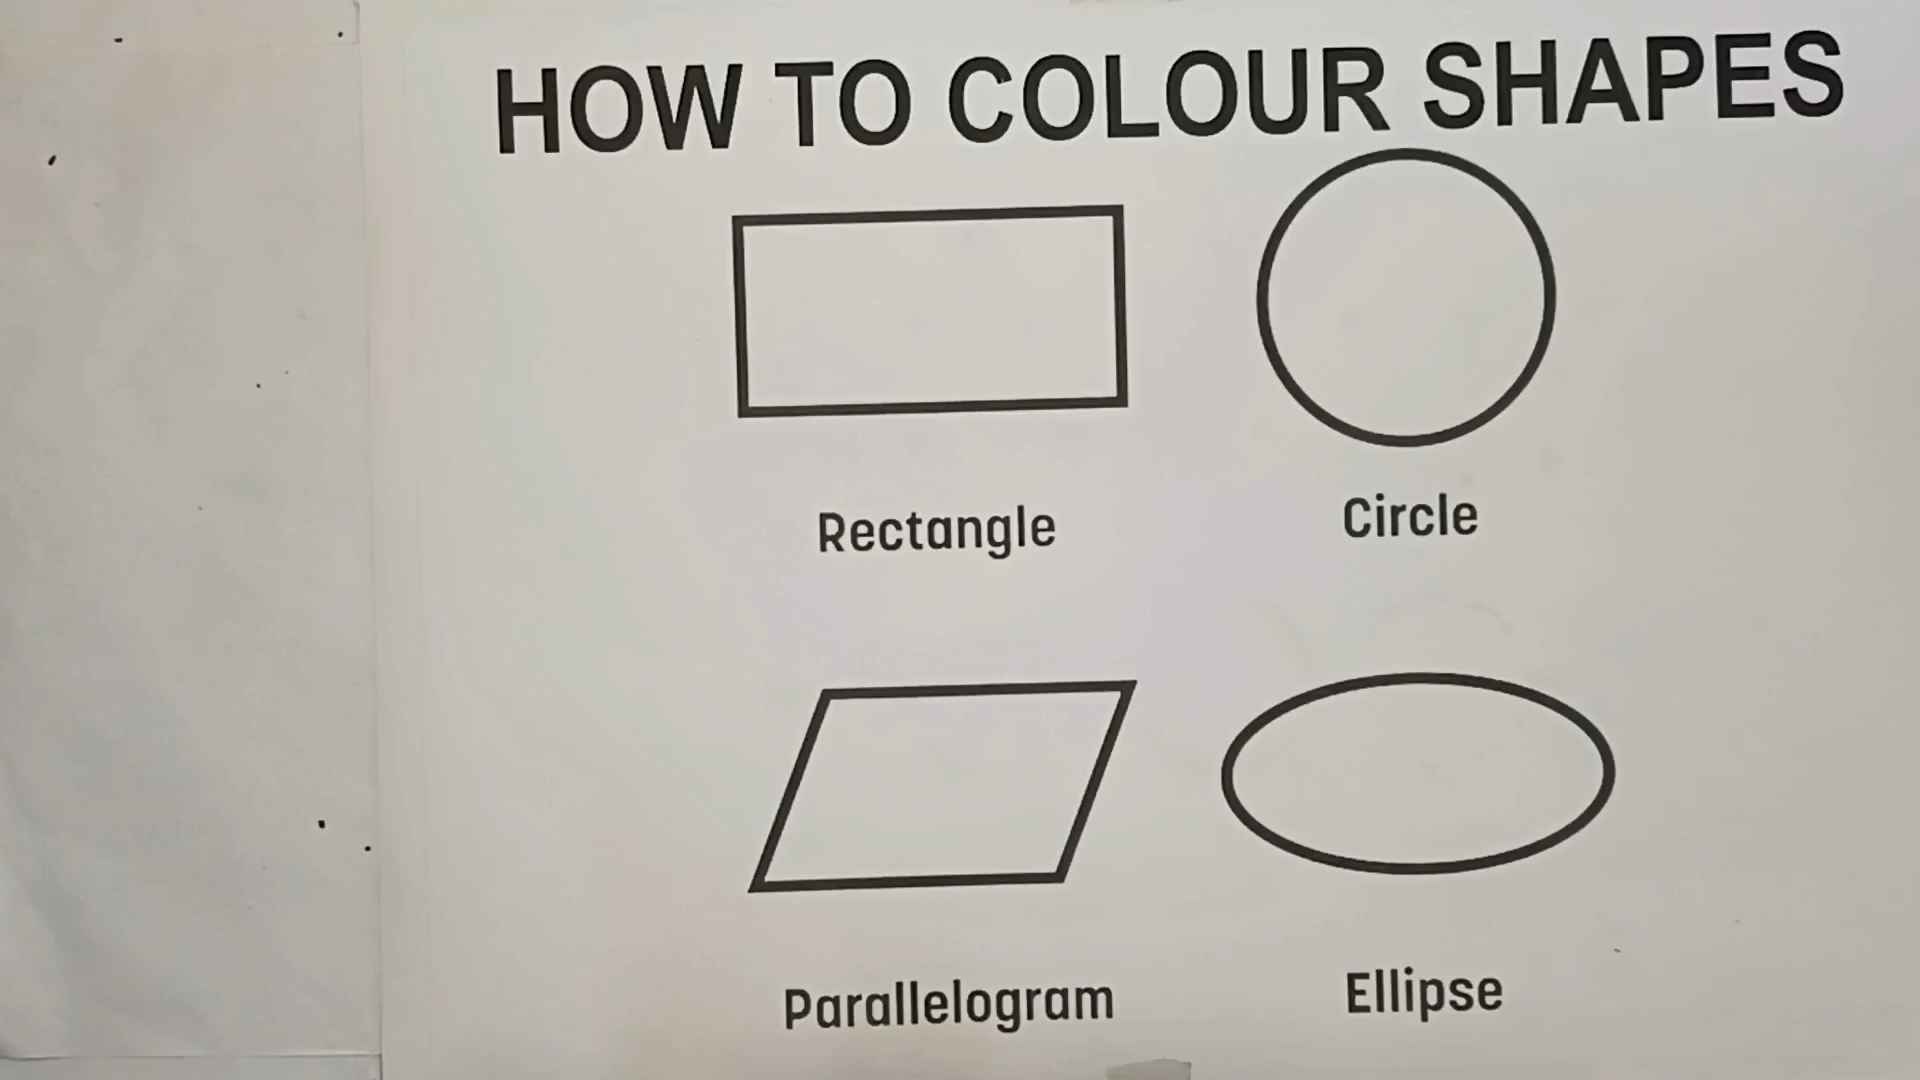 HOW TO COLOUR SHAPES
Rectangle
Circle
Parallelogram
Ellipse